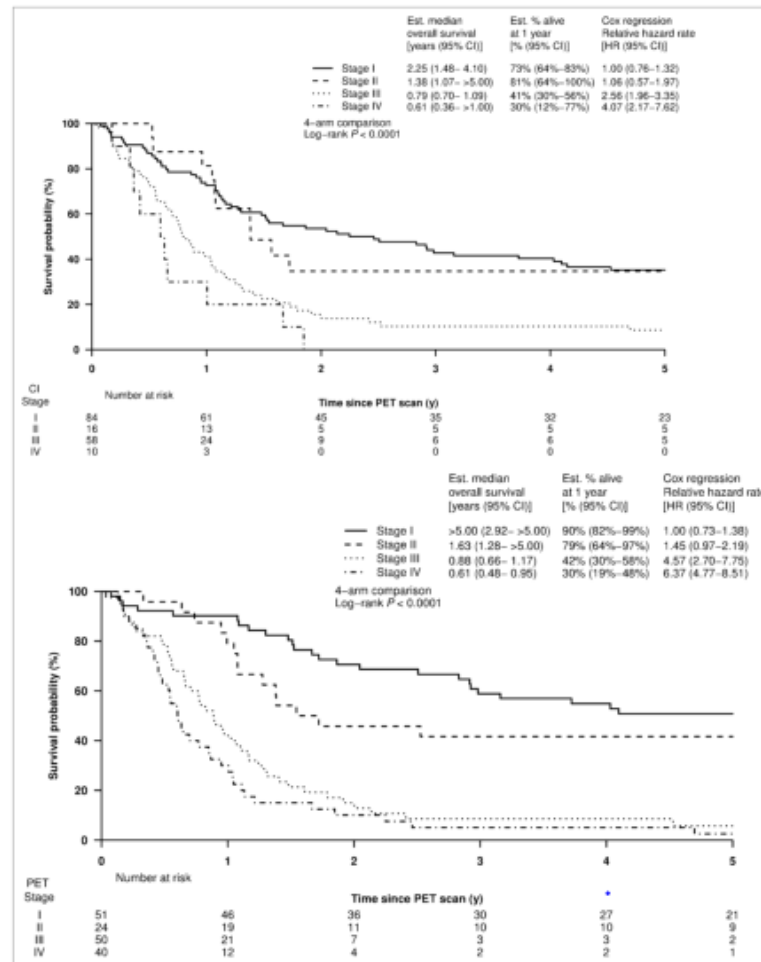 Est. median Est. % alive Cox regression
overall survival at 1 year Relative hazard rate
[years (95% CI)] [% (95% CI)] [HR (95% CI)]
Stage I 2.25 (1.48– 4.10) 73% (64%–83%) 1.00 (0.76–1.32)
Stage II 1.38 (1.07– >5.00) 81% (64%–100%) 1.06 (0.57–1.97)
Stage III 0.79 (0.70– 1.09) 41% (30%–56%) 2.56 (1.96–3.35)
Stage IV 0.61 (0.36– >1.00) 30% (12%–77%) 4.07 (2.17–7.62)
4-arm comparison
Log-rank P < 0.0001
Survival probability (%)
100
80
60
40
20
0
0 1 2 3 4 5
CI Number at risk
Stage Time since PET scan (y)
I 84 61 45 35 32 23
II 16 13 5 5 5 5
III 58 24 9 6 6 5
IV 10 3 0 0 0 0
Est. median Est. % alive Cox regression
overall survival at 1 year Relative hazard rate
[years (95% CI)] [% (95% CI)] [HR (95% CI)]
Stage I >5.00 (2.92– >5.00) 90% (82%–99%) 1.00 (0.73–1.38)
Stage II 1.63 (1.28– >5.00) 79% (64%–97%) 1.45 (0.97–2.19)
Stage III 0.88 (0.66– 1.17) 42% (30%–58%) 4.57 (2.70–7.75)
Stage IV 0.61 (0.48– 0.95) 30% (19%–48%) 6.37 (4.77–8.51)
4-arm comparison
Log-rank P < 0.0001
Survival probability (%)
100
80
60
40
20
0
0 1 2 3 4 5
PET Number at risk
Stage Time since PET scan (y)
I 51 46 36 30 27 21
II 24 19 11 10 10 9
III 50 21 7 3 3 2
IV 40 12 4 2 2 1